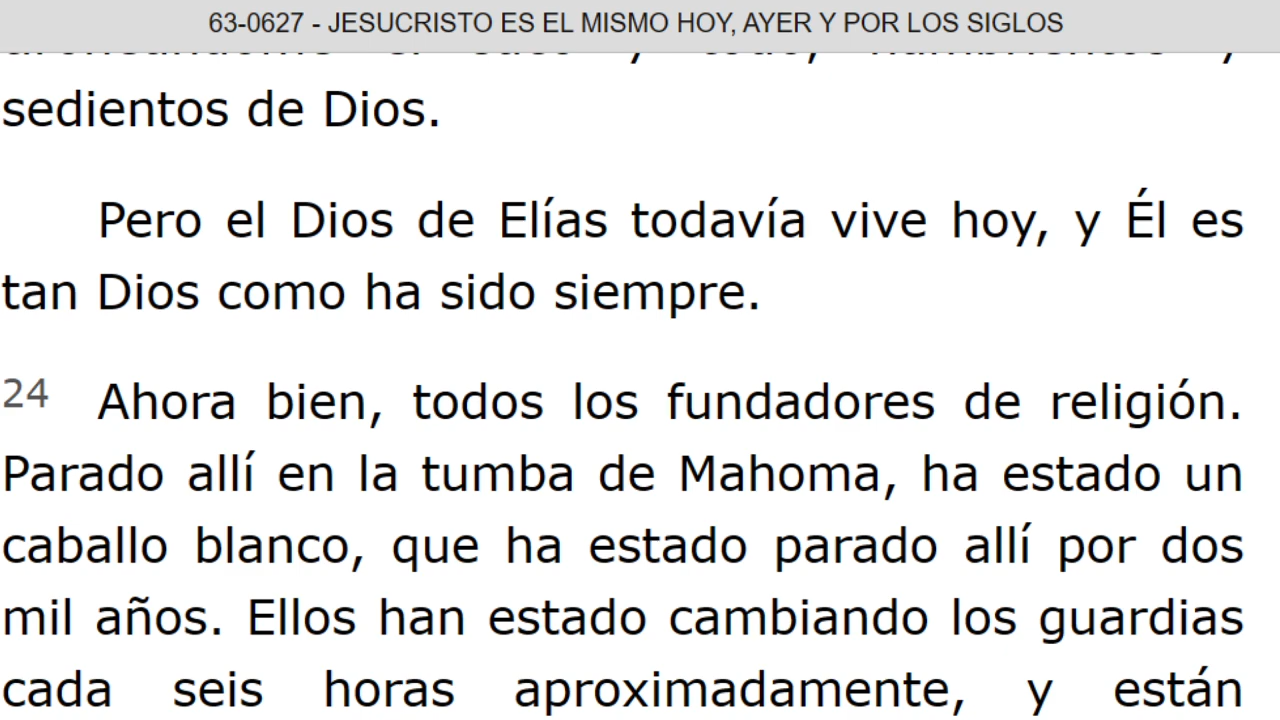 63-0627 - JESUCRISTO ES EL MISMO HOY, AYER Y POR LOS SIGLOS
sedientos de Dios.
Pero el Dios de Elías todavía vive hoy, y Él es
tan Dios como ha sido siempre.
24 Ahora bien, todos los fundadores de religión.
Parado allí en la tumba de Mahoma, ha estado un
caballo blanco, que ha estado parado allí por dos
mil años. Ellos han estado cambiando los guardias
cada seis horas aproximadamente, y están